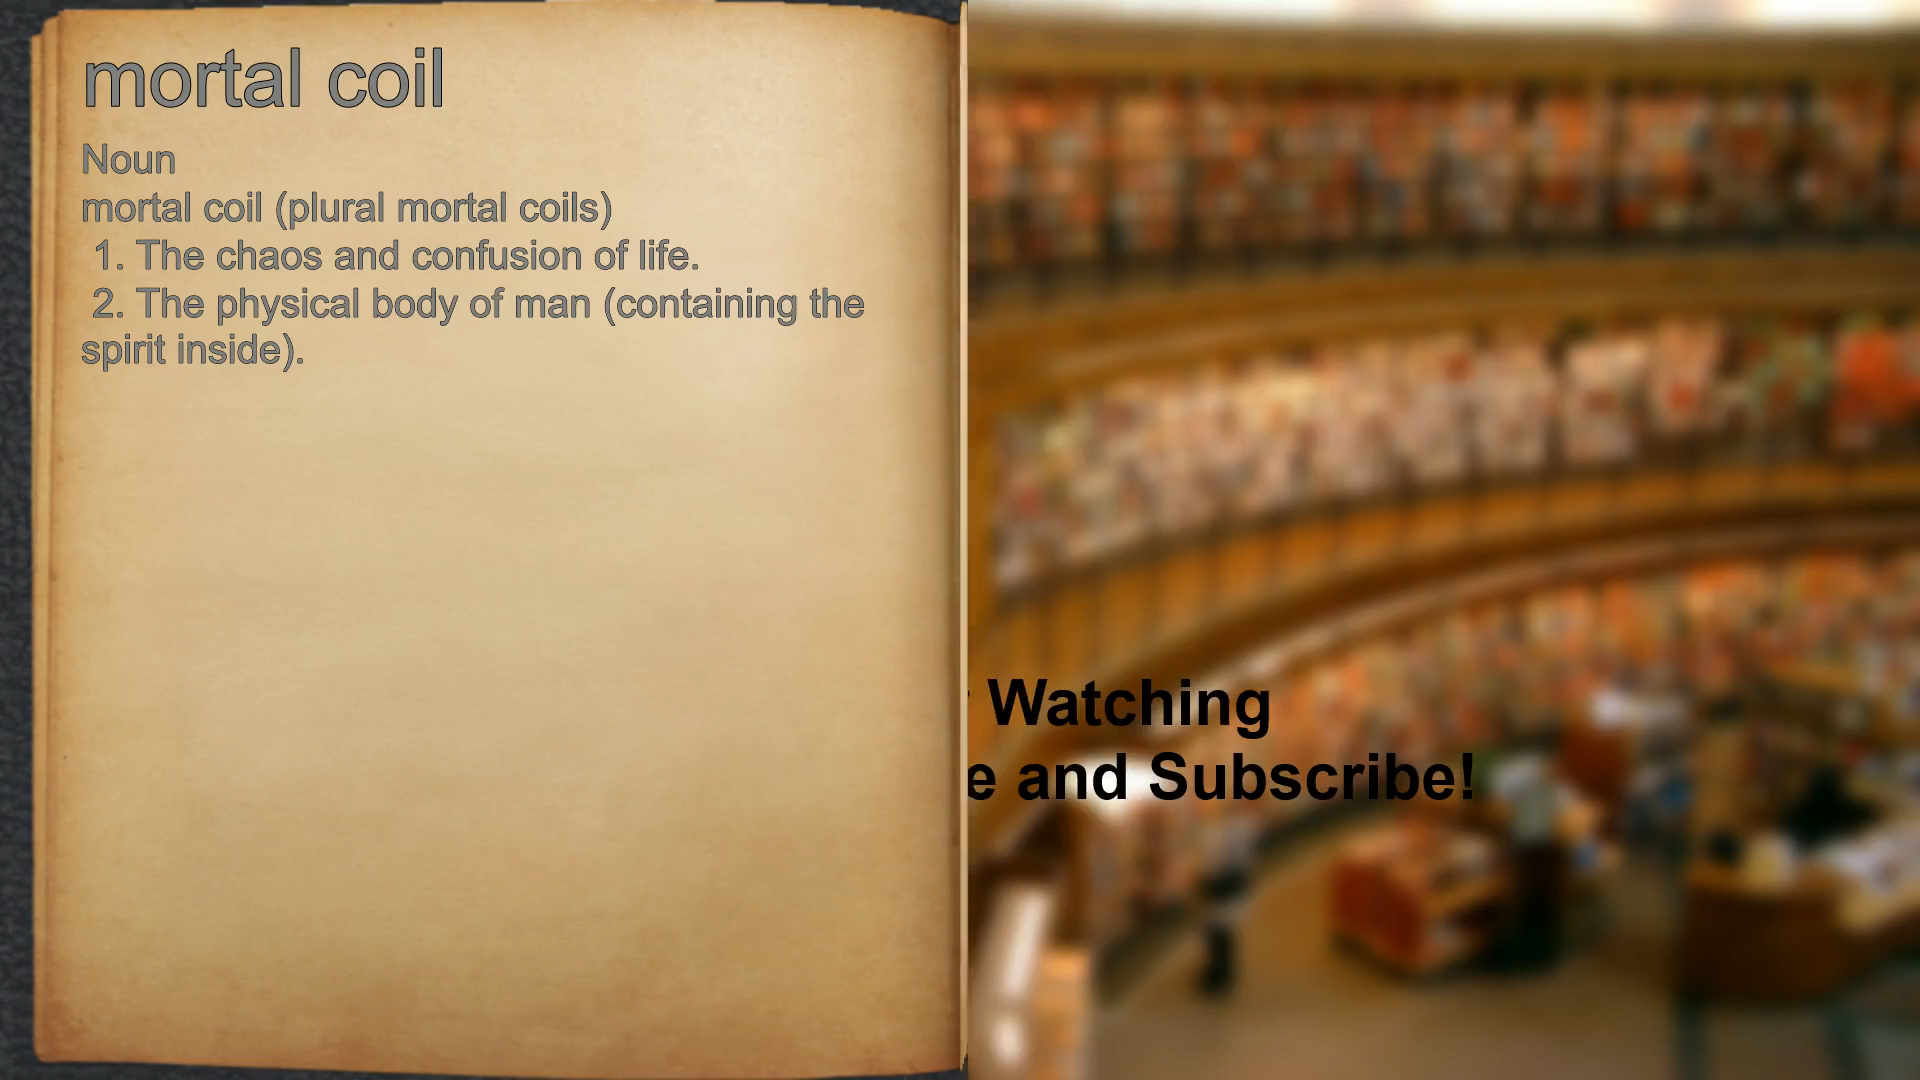 mortal coil
Noun
mortal coil (plural mortal coils)
1. The chaos and confusion of life.
2. The physical body of man (containing the
spirit inside).
Watching
e and Subscribe!